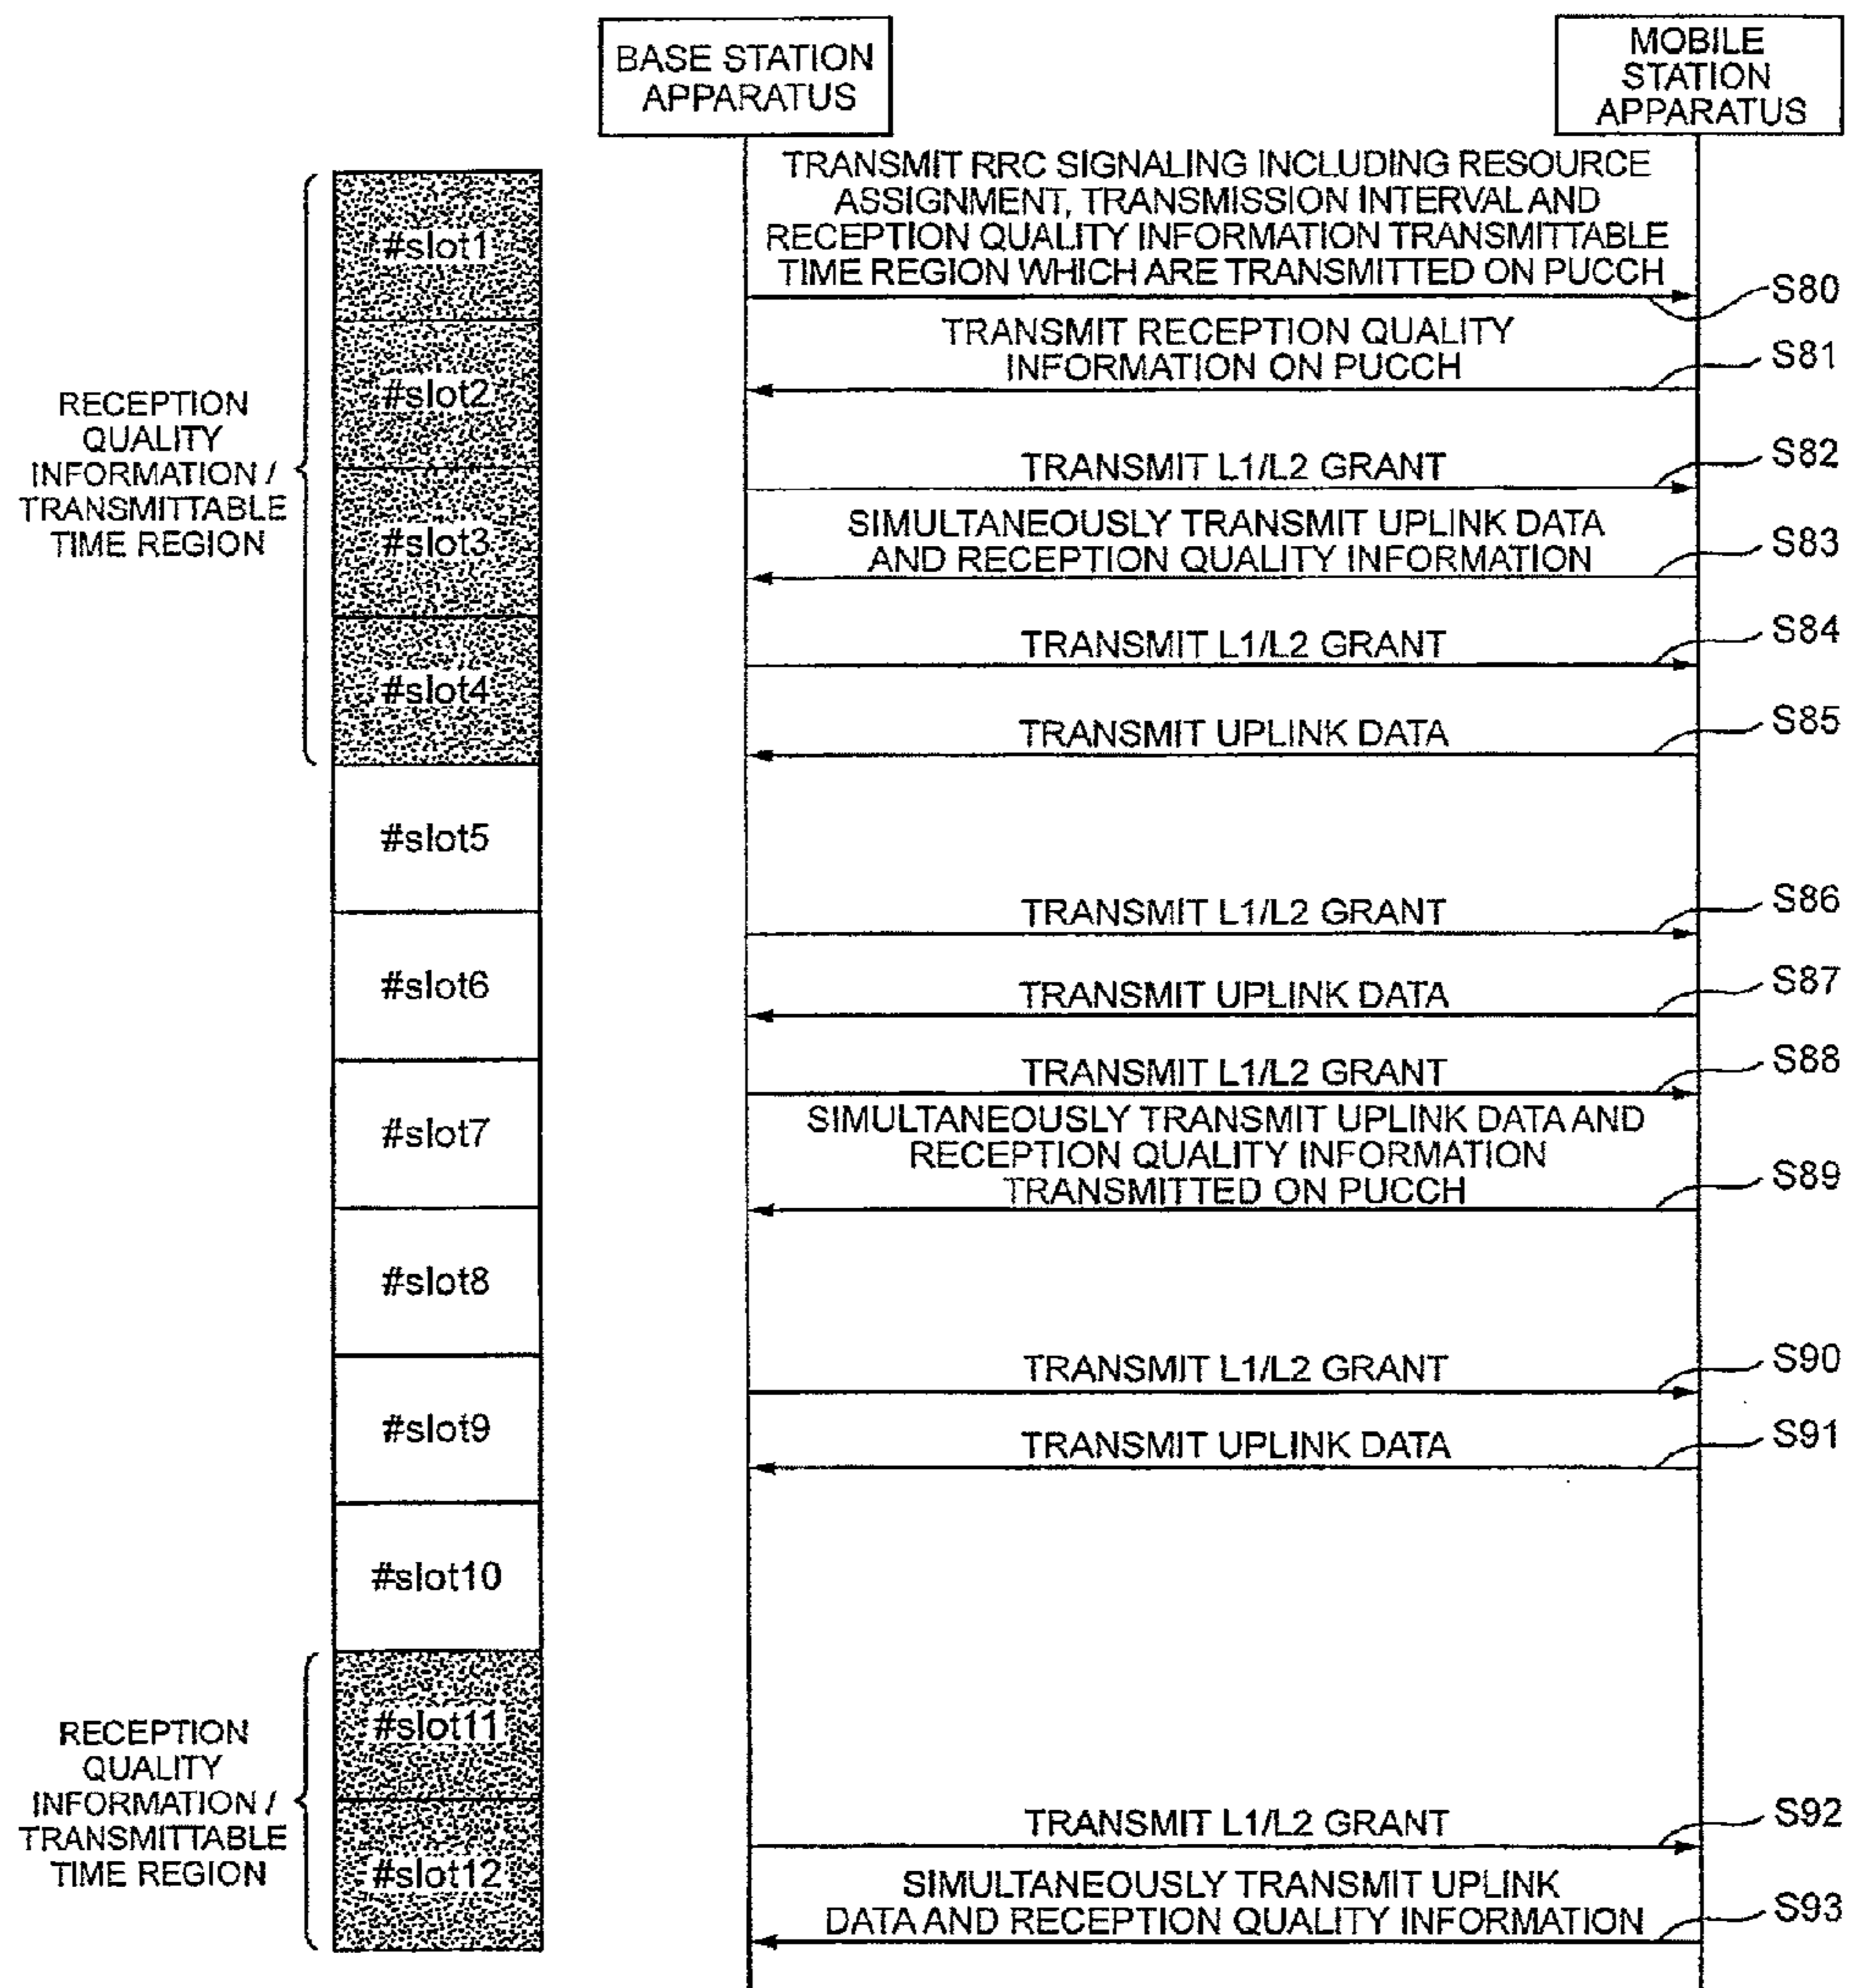 BASE STATION
APPARATUS
MOBILE
STATION
APPARATUS
RECEPTION
QUALITY
INFORMATION /
TRANSMITTABLE
TIME REGION
#slot1
#slot2
#slot3
#slot4
#slot5
#slot6
#slot7
#slot8
#slot9
#slot10
RECEPTION
QUALITY
INFORMATION /
TRANSMITTABLE
TIME REGION
#slot11
#slot12
TRANSMIT RRC SIGNALING INCLUDING RESOURCE
ASSIGNMENT, TRANSMISSION INTERVAL AND
RECEPTION QUALITY INFORMATION TRANSMITTABLE
TIME REGION WHICH ARE TRANSMITTED ON PUCCH
S80
TRANSMIT RECEPTION QUALITY
INFORMATION ON PUCCH
S81
TRANSMIT L1/L2 GRANT
S82
SIMULTANEOUSLY TRANSMIT UPLINK DATA
AND RECEPTION QUALITY INFORMATION
S83
TRANSMIT L1/L2 GRANT
S84
TRANSMIT UPLINK DATA
S85
TRANSMIT L1/L2 GRANT
S86
TRANSMIT UPLINK DATA
S87
TRANSMIT L1/L2 GRANT
S88
SIMULTANEOUSLY TRANSMIT UPLINK DATA AND
RECEPTION QUALITY INFORMATION
TRANSMITTED ON PUCCH
S89
TRANSMIT L1/L2 GRANT
S90
TRANSMIT UPLINK DATA
S91
TRANSMIT L1/L2 GRANT
S92
SIMULTANEOUSLY TRANSMIT UPLINK
DATA AND RECEPTION QUALITY INFORMATION
S93